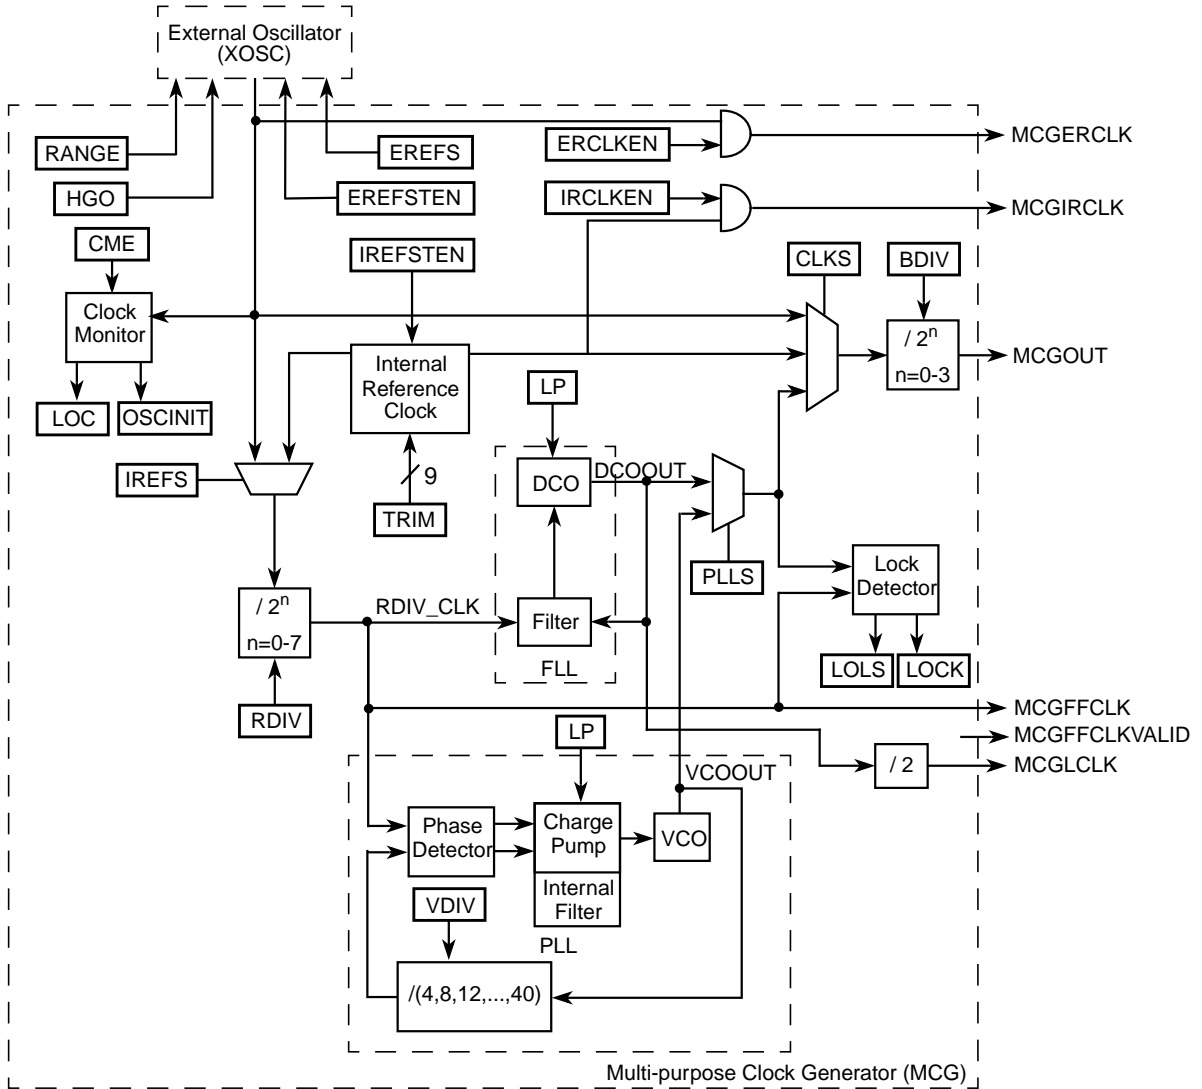 External Oscillator
(XOSC)
RANGE
EREFS
ERCLKEN
MCGERCLK
HGO
EREFSTEN
IRCLKEN
MCGIRCLK
CME
IREFSTEN
CLKS
BDIV
Clock
Monitor
/ 2n
n=0-3
MCGOUT
Internal
Reference
Clock
LP
LOC
OSCINIT
IREFS
9
TRIM
DCO
DCOOUT
PLLS
Lock
Detector
/ 2n
n=0-7
RDIV_CLK
Filter
FLL
LOLS
LOCK
RDIV
MCGFFCLK
MCGFFCLKVALID
MCGLCLK
LP
/ 2
VCOOUT
Phase
Detector
Charge
Pump
VCO
Internal
Filter
VDIV
PLL
/(4,8,12,...,40)
Multi-purpose Clock Generator (MCG)